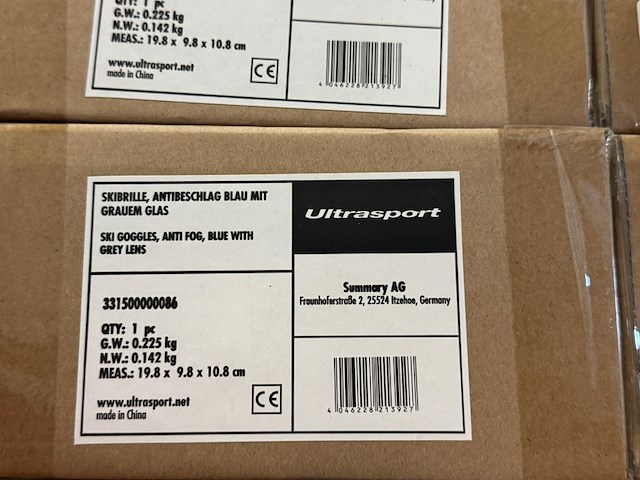 QTY: 1 pc
G.W.: 0.225 kg
N.W.: 0.142 kg
MEAS.: 19.8 x 9.8 x 10.8 cm
www.ultrasport.net
made in China
CE
4 046228 213927
SKIBRILLE, ANTIBESCHLAG BLAU MIT
GRAUEM GLAS
SKI GOGGLES, ANTI FOG, BLUE WITH
GREY LENS
Ultrasport
Summary AG
Fraunhoferstraße 2, 25524 Itzehoe, Germany
331500000086
QTY: 1 pc
G.W.: 0.225 kg
N.W.: 0.142 kg
MEAS.: 19.8 x 9.8 x 10.8 cm
www.ultrasport.net
made in China
CE
4 046228 213927